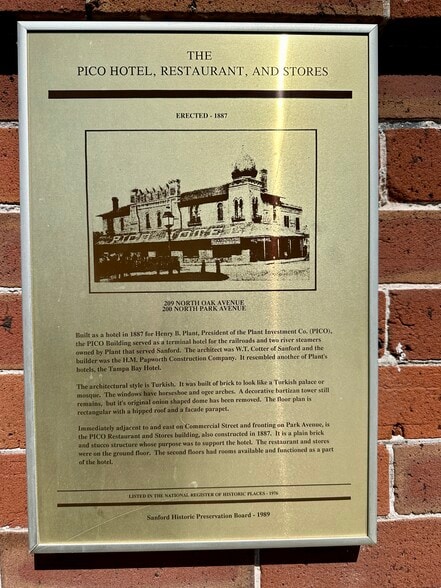 THE
PICO HOTEL, RESTAURANT, AND STORES
ERECTED - 1887
PICO HOTEL
209 NORTH OAK AVENUE
200 NORTH PARK AVENUE
Built as a hotel in 1887 for Henry B. Plant, President of the Plant Investment Co. (PICO),
the PICO Building served as a terminal hotel for the railroads and two river steamers
owned by Plant that served Sanford. The architect was W.T. Cotter of Sanford and the
builder was the H.M. Papworth Construction Company. It resembled another of Plant's
hotels, the Tampa Bay Hotel.
The architectural style is Turkish. It was built of brick to look like a Turkish palace or
mosque. The windows have horseshoe and ogee arches. A decorative bartizan tower still
remains, but it's original onion shaped dome has been removed. The floor plan is
rectangular with a hipped roof and a facade parapet.
Immediately adjacent to and east on Commercial Street and fronting on Park Avenue, is
the PICO Restaurant and Stores building, also constructed in 1887. It is a plain brick
and stucco structure whose purpose was to support the hotel. The restaurant and stores
were on the ground floor. The second floors had rooms available and functioned as a part
of the hotel.
LISTED IN THE NATIONAL REGISTER OF HISTORIC PLACES - 1976
Sanford Historic Preservation Board - 1989